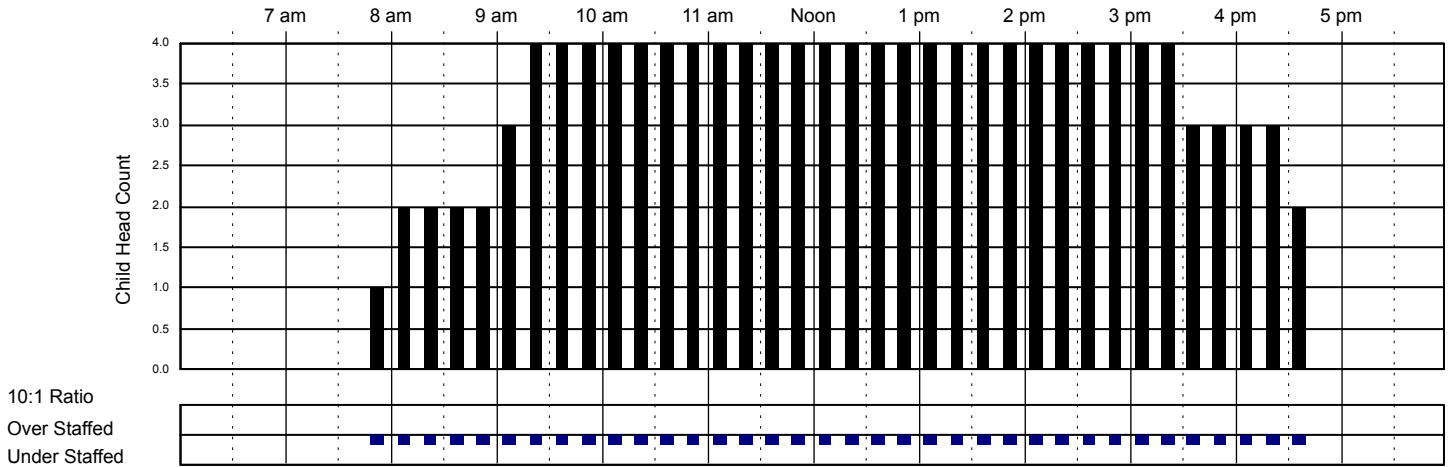 7 am 8 am 9 am 10 am 11 am Noon 1 pm 2 pm 3 pm 4 pm 5 pm
4.0
3.5
3.0
2.5
2.0
1.5
1.0
0.5
0.0
Child Head Count
10:1 Ratio
Over Staffed
Under Staffed